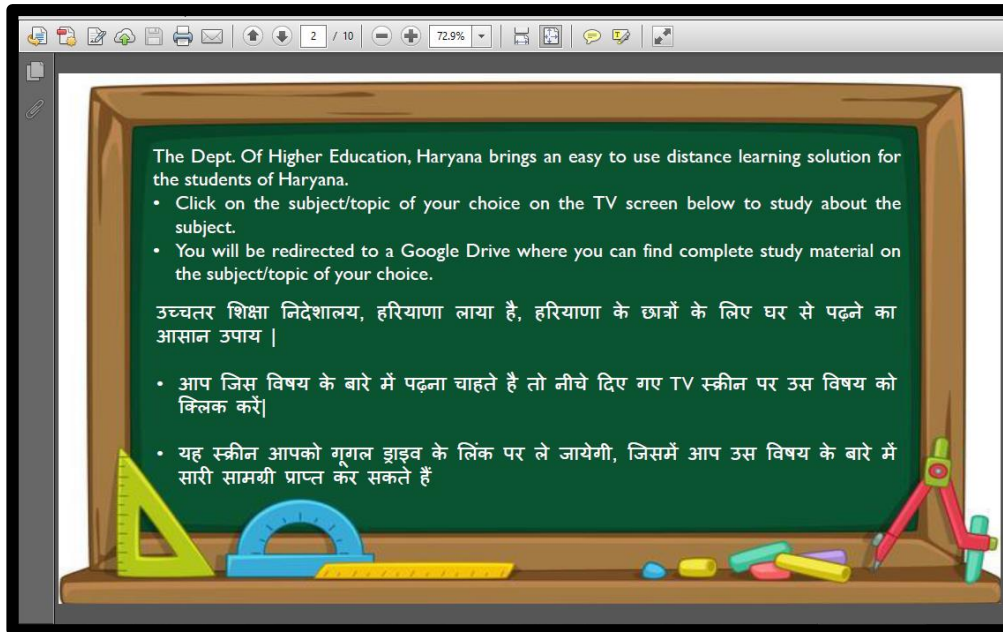 2 / 10 72.9%
The Dept. Of Higher Education, Haryana brings an easy to use distance learning solution for
the students of Haryana.
• Click on the subject/topic of your choice on the TV screen below to study about the
subject.
• You will be redirected to a Google Drive where you can find complete study material on
the subject/topic of your choice.
उच्चतर शिक्षा निदेशालय, हरियाणा लाया है, हरियाणा के छात्रों के लिए घर से पढ़ने का
आसान उपाय |
• आप जिस विषय के बारे में पढ़ना चाहते है तो नीचे दिए गए TV स्क्रीन पर उस विषय को
क्लिक करें|
• यह स्क्रीन आपको गूगल ड्राइव के लिंक पर ले जायेगी, जिसमें आप उस विषय के बारे में
सारी सामग्री प्राप्त कर सकते हैं